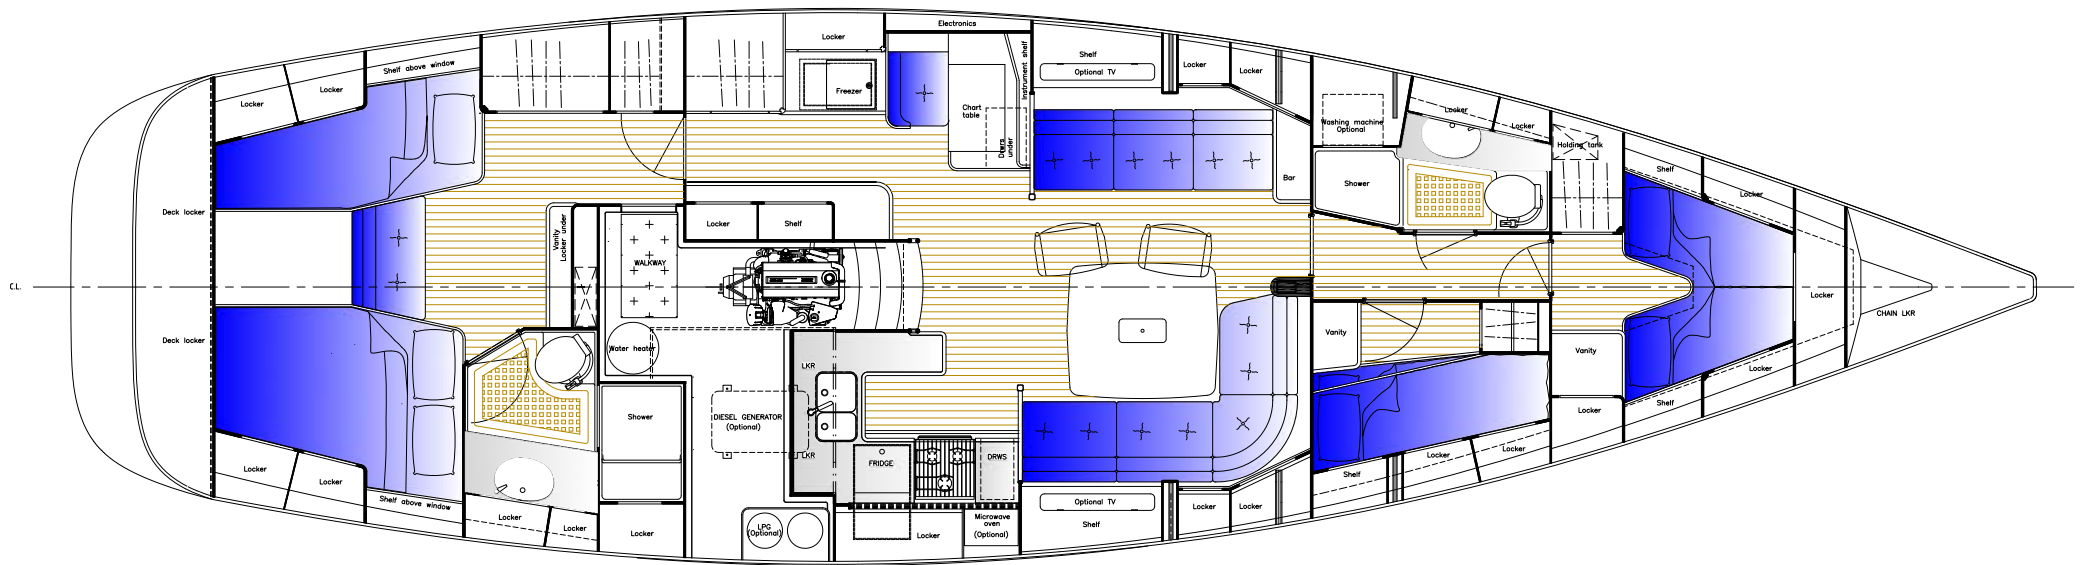 Electronics
Locker
Shelf above window
Locker
Locker
Freezer
Chart
table
Instrument shelf
Drwrs
under
Shelf
Optional TV
Locker
Locker
Washing machine
Optional
Locker
Locker
Holding tank
Shower
Bar
Shelf
Locker
Deck locker
Vanity
Locker under
Locker
Shelf
WALKWAY
C.L.
Locker
CHAIN LKR
Deck locker
Water heater
Vanity
Vanity
LKR
Locker
Shelf
Locker
Shower
DIESEL GENERATOR
(Optional)
LKR
FRIDGE
DRWS
Locker
Locker
Shelf above window
Locker
Locker
Locker
Locker
LPG
(Optional)
Locker
Microwave
oven
(Optional)
Optional TV
Shelf
Locker
Locker
Shelf
Locker
Locker